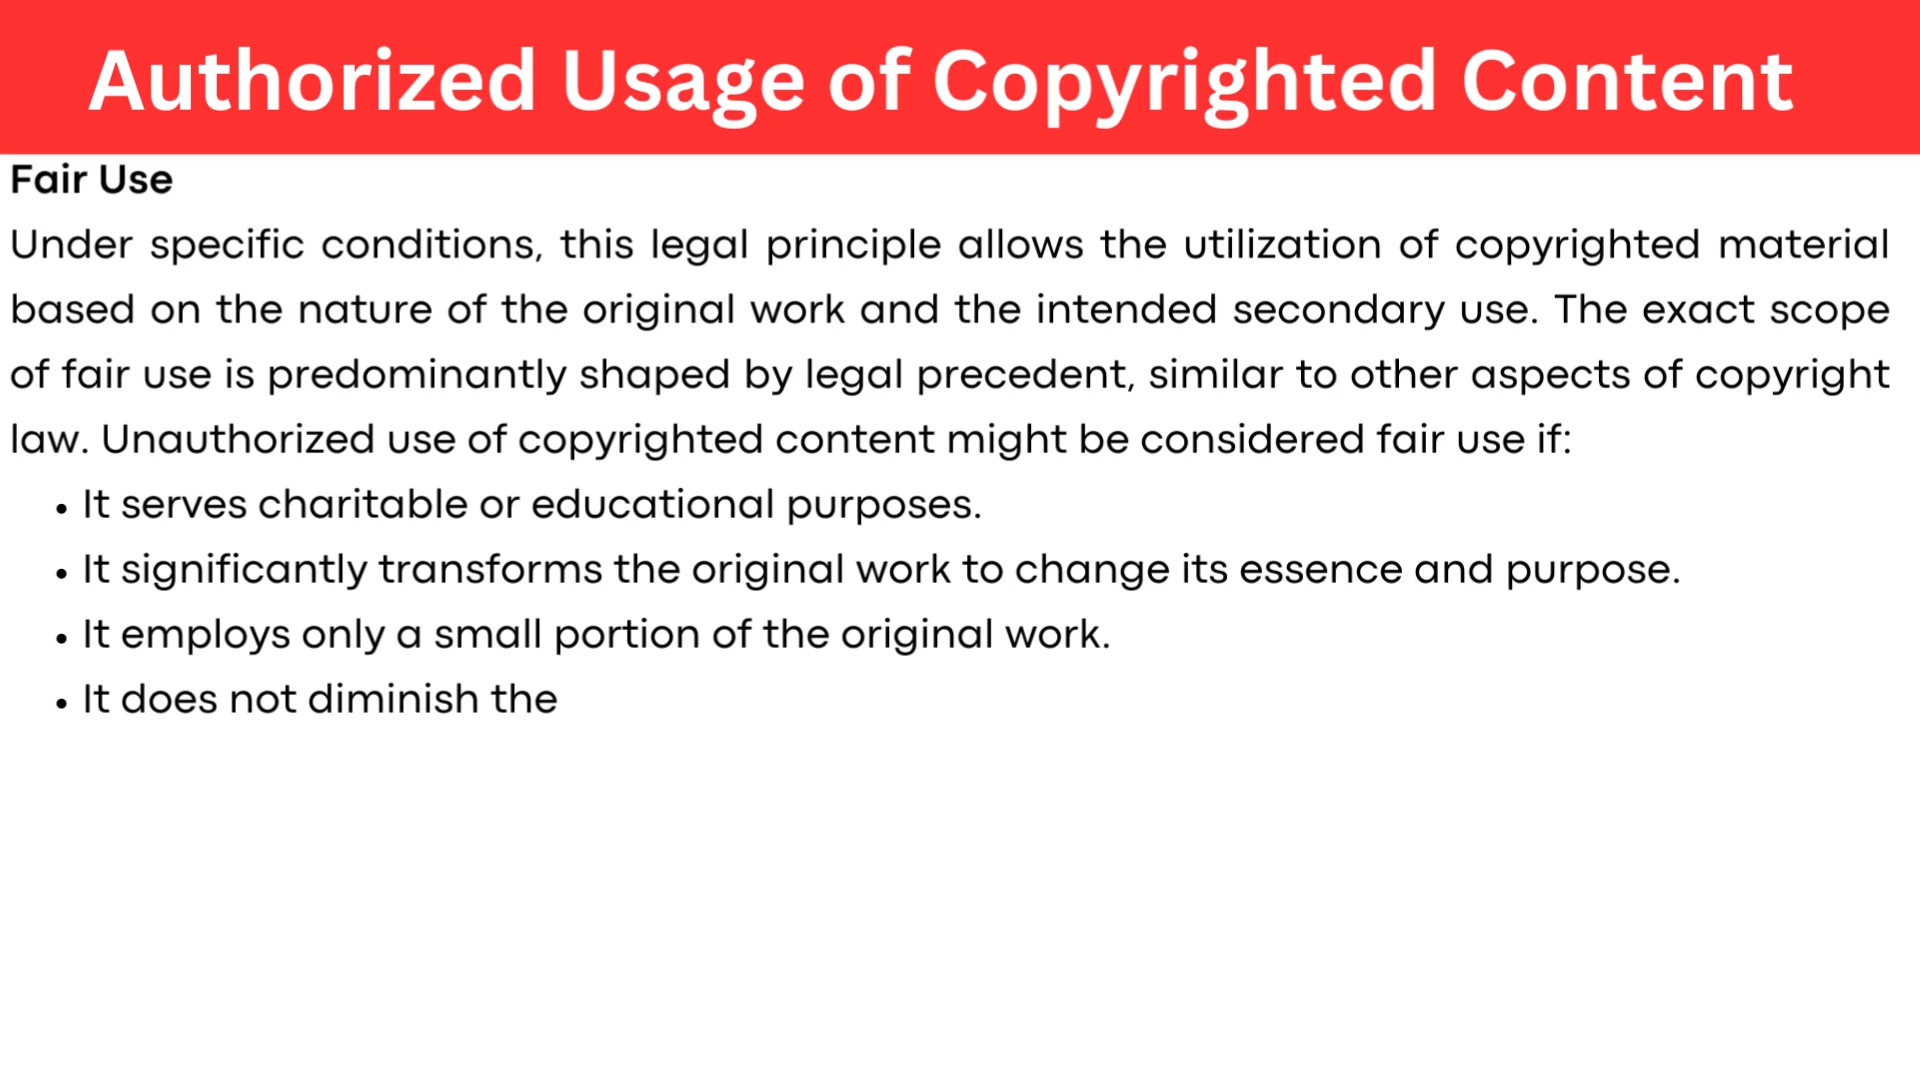 Authorized Usage of Copyrighted Content
Fair Use
Under specific conditions, this legal principle allows the utilization of copyrighted material
based on the nature of the original work and the intended secondary use. The exact scope
of fair use is predominantly shaped by legal precedent, similar to other aspects of copyright
law. Unauthorized use of copyrighted content might be considered fair use if:
• It serves charitable or educational purposes.
• It significantly transforms the original work to change its essence and purpose.
• It employs only a small portion of the original work.
• It does not diminish the